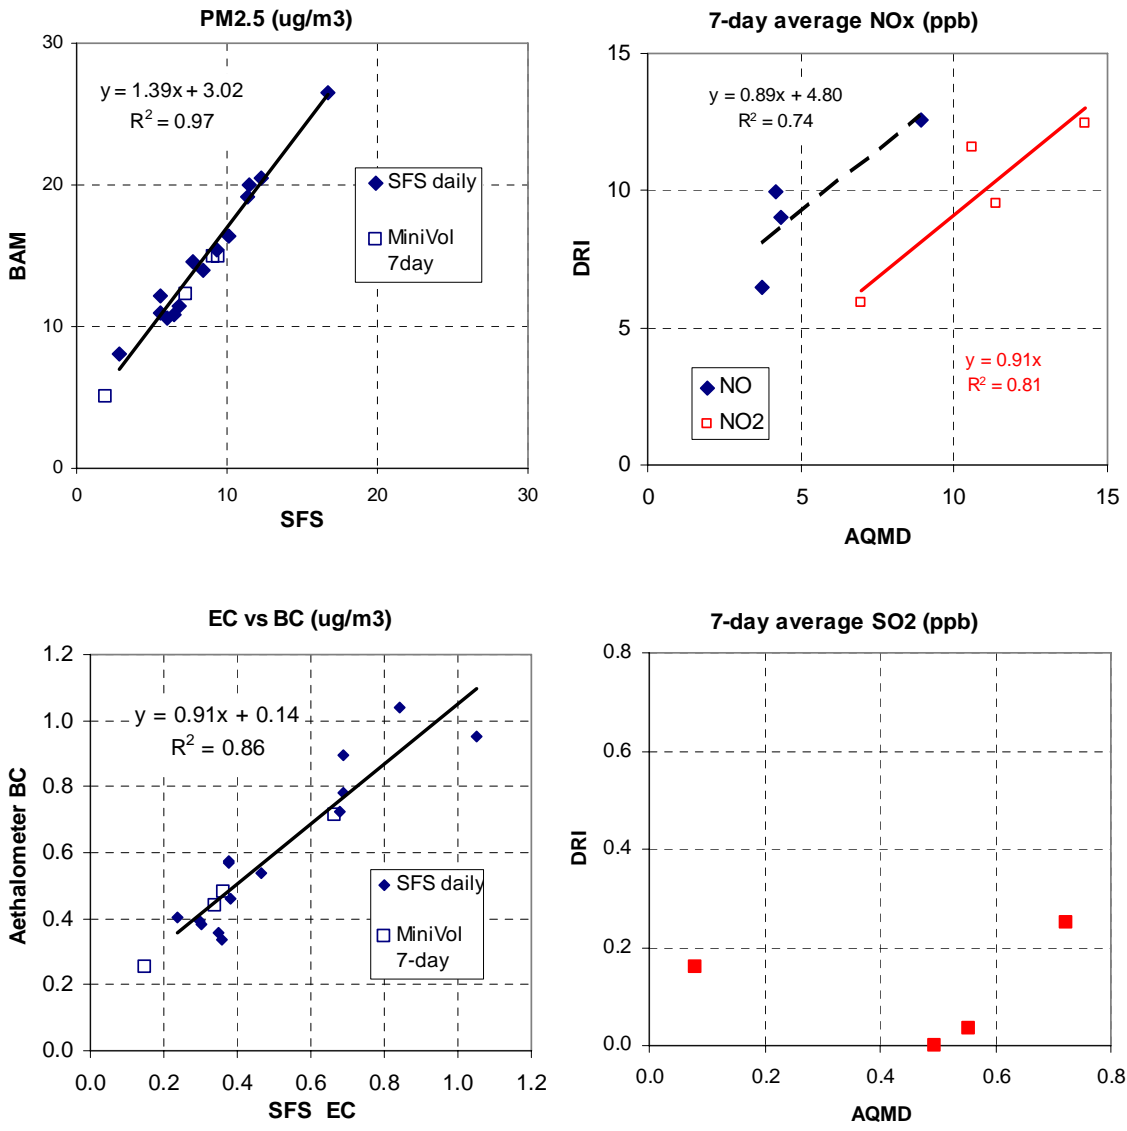 PM2.5 (ug/m3)
30
20
10
0
0
10
20
30
BAM
SFS
y = 1.39x + 3.02
R² = 0.97
SFS daily
MiniVol
7day
7-day average NOx (ppb)
15
10
5
0
0
5
10
15
DRI
AQMD
y = 0.89x + 4.80
R² = 0.74
y = 0.91x
R² = 0.81
NO
NO2
EC vs BC (ug/m3)
1.2
1.0
0.8
0.6
0.4
0.2
0.0
0.0
0.2
0.4
0.6
0.8
1.0
1.2
Aethalometer BC
SFS EC
y = 0.91x + 0.14
R² = 0.86
SFS daily
MiniVol
7-day
7-day average SO2 (ppb)
0.8
0.6
0.4
0.2
0.0
0.0
0.2
0.4
0.6
0.8
DRI
AQMD